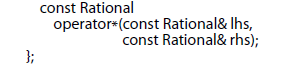 const Rational
operator*(const Rational& lhs,
const Rational& rhs);
};